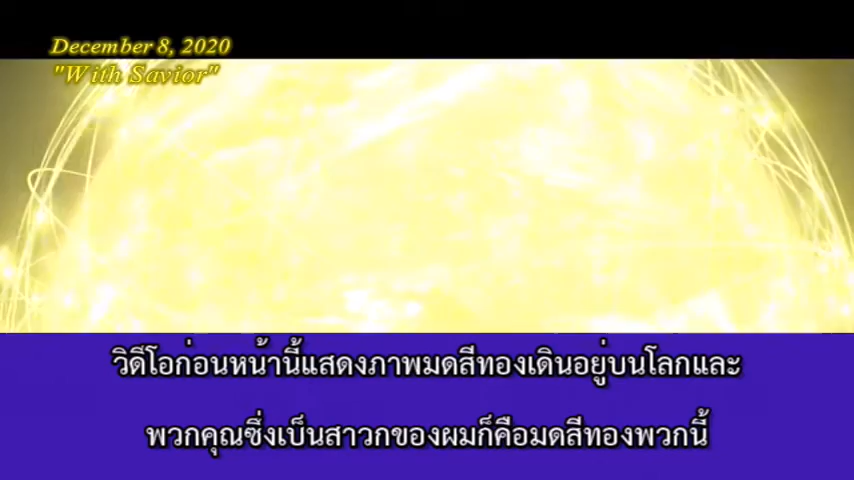 December 8, 2020
"With Savior"
วิดีโอก่อนหน้านี้แสดงภาพมดสีทองเดินอยู่บนโลกและ
พวกคุณซึ่งเป็นสาวกของผมก็คือมดสีทองพวกนี้